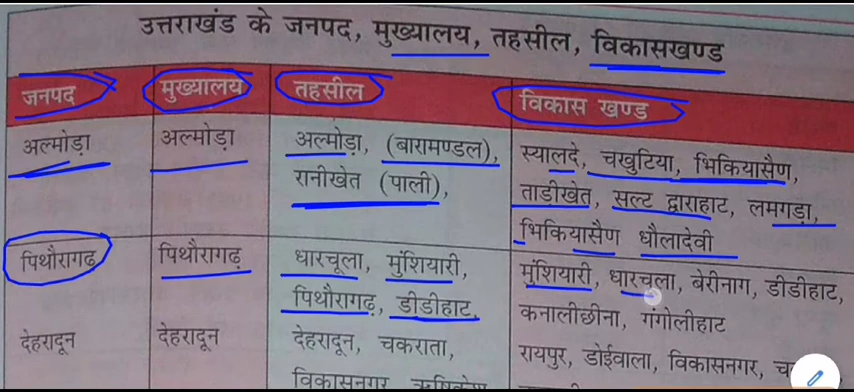 उत्तराखंड के जनपद, मुख्यालय, तहसील, विकासखण्ड
जनपद मुख्यालय तहसील विकास खण्ड
अल्मोड़ा अल्मोड़ा अल्मोड़ा, (बारामण्डल), स्यालदे, चखुटिया, भिकियासैण,
रानीखेत (पाली), ताडीखेत, सल्ट द्वाराहाट, लमगडा,
भिकियासैण धौलादेवी
पिथौरागढ़ पिथौरागढ़ धारचूला, मुंशियारी, मुंशियारी, धारचूला, बेरीनाग, डीडीहाट,
पिथौरागढ़, डीडीहाट, कनालीछीना, गंगोलीहाट
देहरादून देहरादून देहरादून, चकराता, रायपुर, डोईवाला, विकासनगर,
विकासनगर